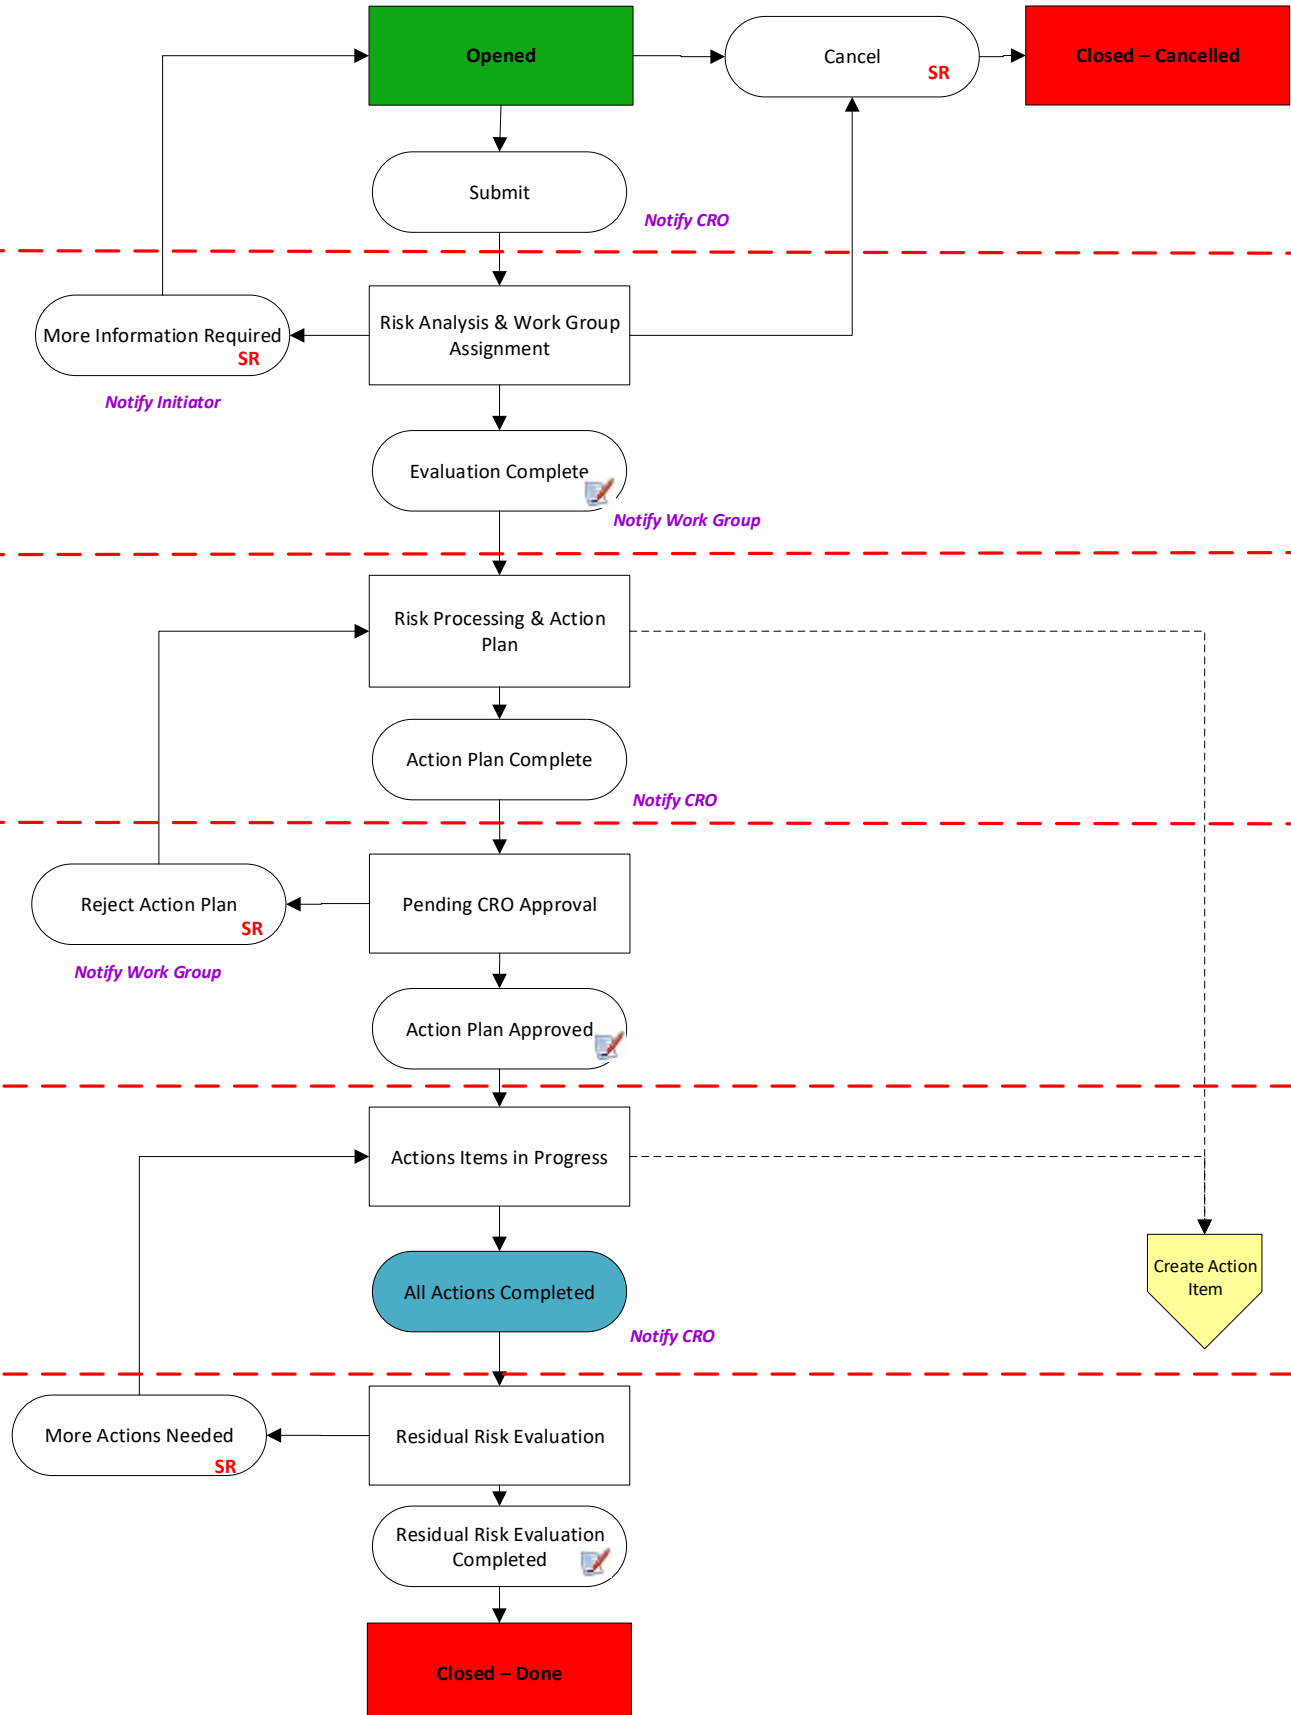 Opened
Cancel
SR
Closed – Cancelled
Submit
Notify CRO
More Information Required
SR
Risk Analysis & Work Group
Assignment
Notify Initiator
Evaluation Complete
Notify Work Group
Risk Processing & Action
Plan
Action Plan Complete
Notify CRO
Reject Action Plan
SR
Pending CRO Approval
Notify Work Group
Action Plan Approved
Actions Items in Progress
Create Action
Item
All Actions Completed
Notify CRO
More Actions Needed
SR
Residual Risk Evaluation
Residual Risk Evaluation
Completed
Closed – Done